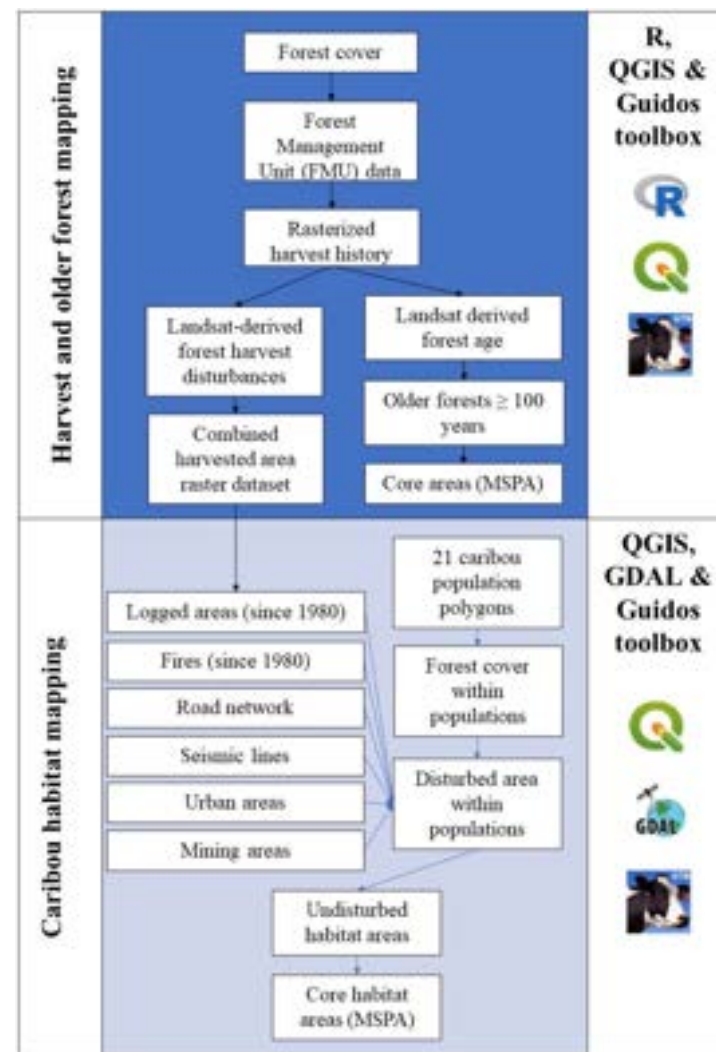 Harvest and older forest mapping
Forest cover
Forest
Management
Unit (FMU) data
Rasterized
harvest history
Landsat-derived
forest harvest
disturbances
Combined
harvested area
raster dataset
Landsat derived
forest age
Older forests ≥ 100
years
Core areas (MSPA)
R,
QGIS &
Guidos
toolbox
R
Caribou habitat mapping
Logged areas (since 1980)
Fires (since 1980)
Road network
Seismic lines
Urban areas
Mining areas
21 caribou
population
polygons
Forest cover
within
populations
Disturbed area
within
populations
Undisturbed
habitat areas
Core habitat
areas (MSPA)
QGIS,
GDAL &
Guidos
toolbox
GDAL